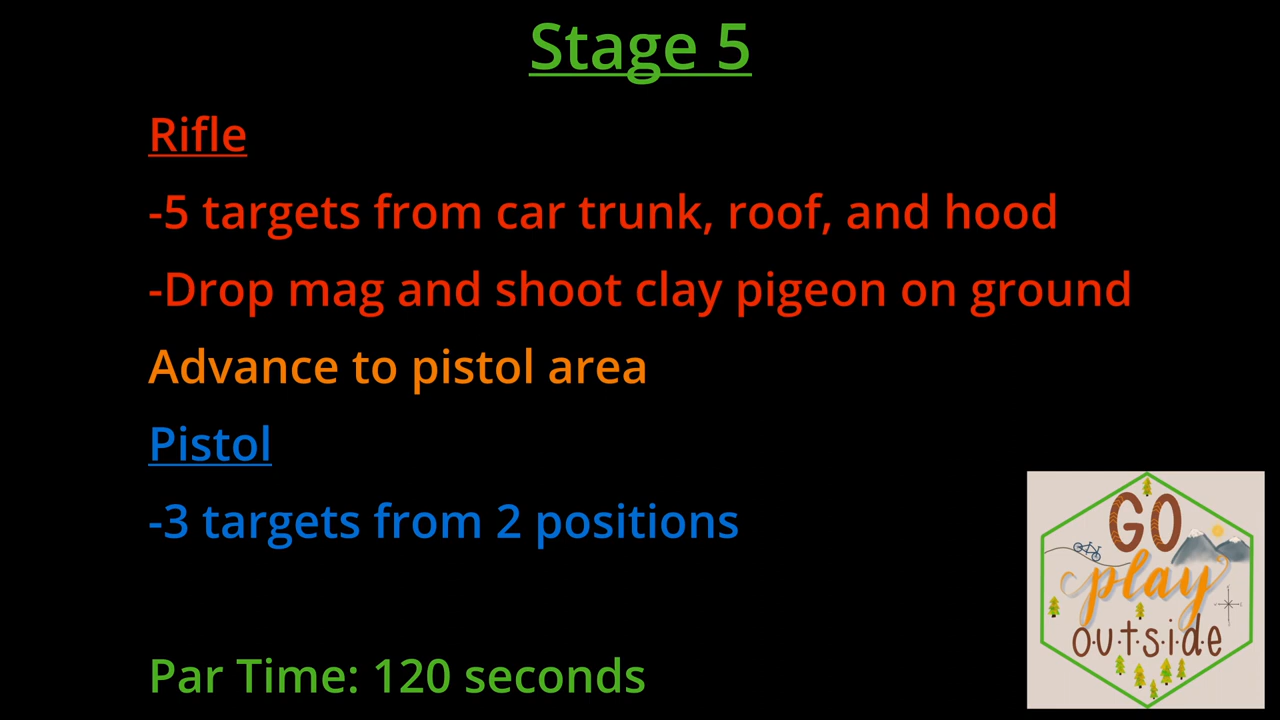 Stage 5
Rifle
-5 targets from car trunk, roof, and hood
-Drop mag and shoot clay pigeon on ground
Advance to pistol area
Pistol
-3 targets from 2 positions
Par Time: 120 seconds
GO
play
outside